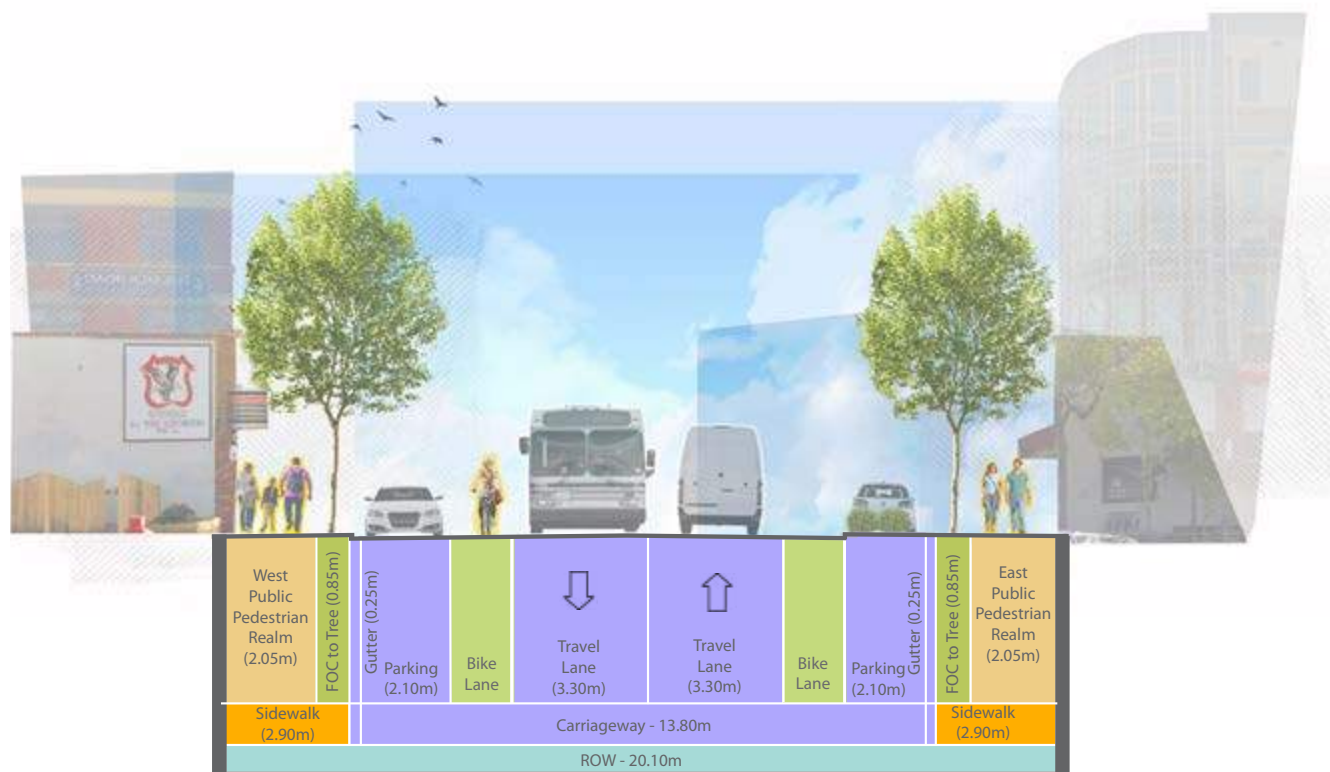 West
Public
Pedestrian
Realm
(2.05m)
FOC to Tree (0.85m)
Gutter (0.25m)
Parking
(2.10m)
Bike
Lane
Travel
Lane
(3.30m)
Travel
Lane
(3.30m)
Bike
Lane
Parking
(2.10m)
Gutter (0.25m)
FOC to Tree (0.85m)
East
Public
Pedestrian
Realm
(2.05m)
Sidewalk
(2.90m)
Carriageway - 13.80m
Sidewalk
(2.90m)
ROW - 20.10m